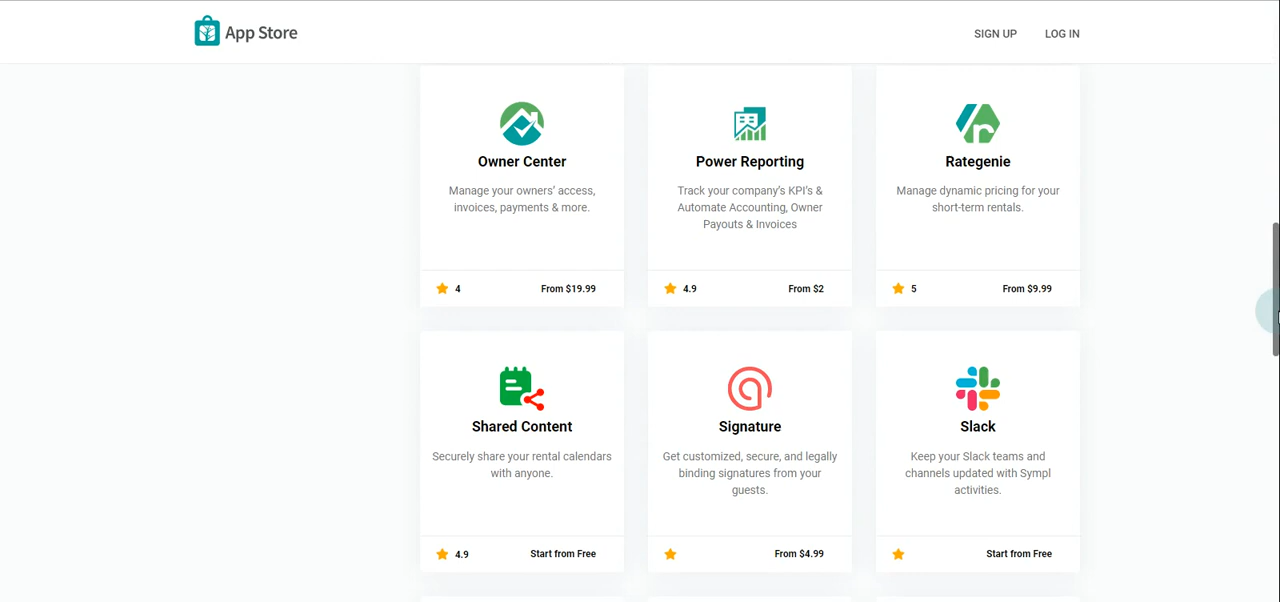 App Store
SIGN UP
LOG IN
Owner Center
Manage your owners' access,
invoices, payments & more.
4
From $19.99
Power Reporting
Track your company's KPI's &
Automate Accounting, Owner
Payouts & Invoices
4.9
From $2
Rategenie
Manage dynamic pricing for your
short-term rentals.
5
From $9.99
Shared Content
Securely share your rental calendars
with anyone.
4.9
Start from Free
Signature
Get customized, secure, and legally
binding signatures from your
guests.
From $4.99
Slack
Keep your Slack teams and
channels updated with Sympl
activities.
Start from Free